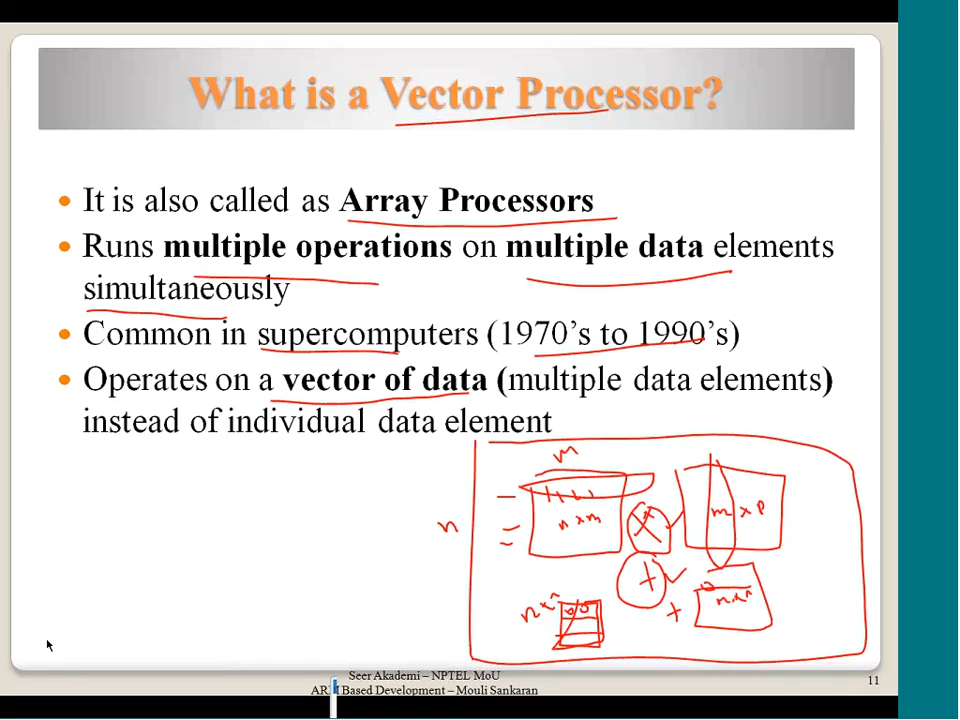 What is a Vector Processor?
It is also called as Array Processors
Runs multiple operations on multiple data elements
simultaneously
Common in supercomputers (1970's to 1990's)
Operates on a vector of data (multiple data elements)
instead of individual data element
m
n
n x m
m x p
x
+
+
Seer Akademi – NPTEL MoU
11
Based Development – Mouli Sankaran